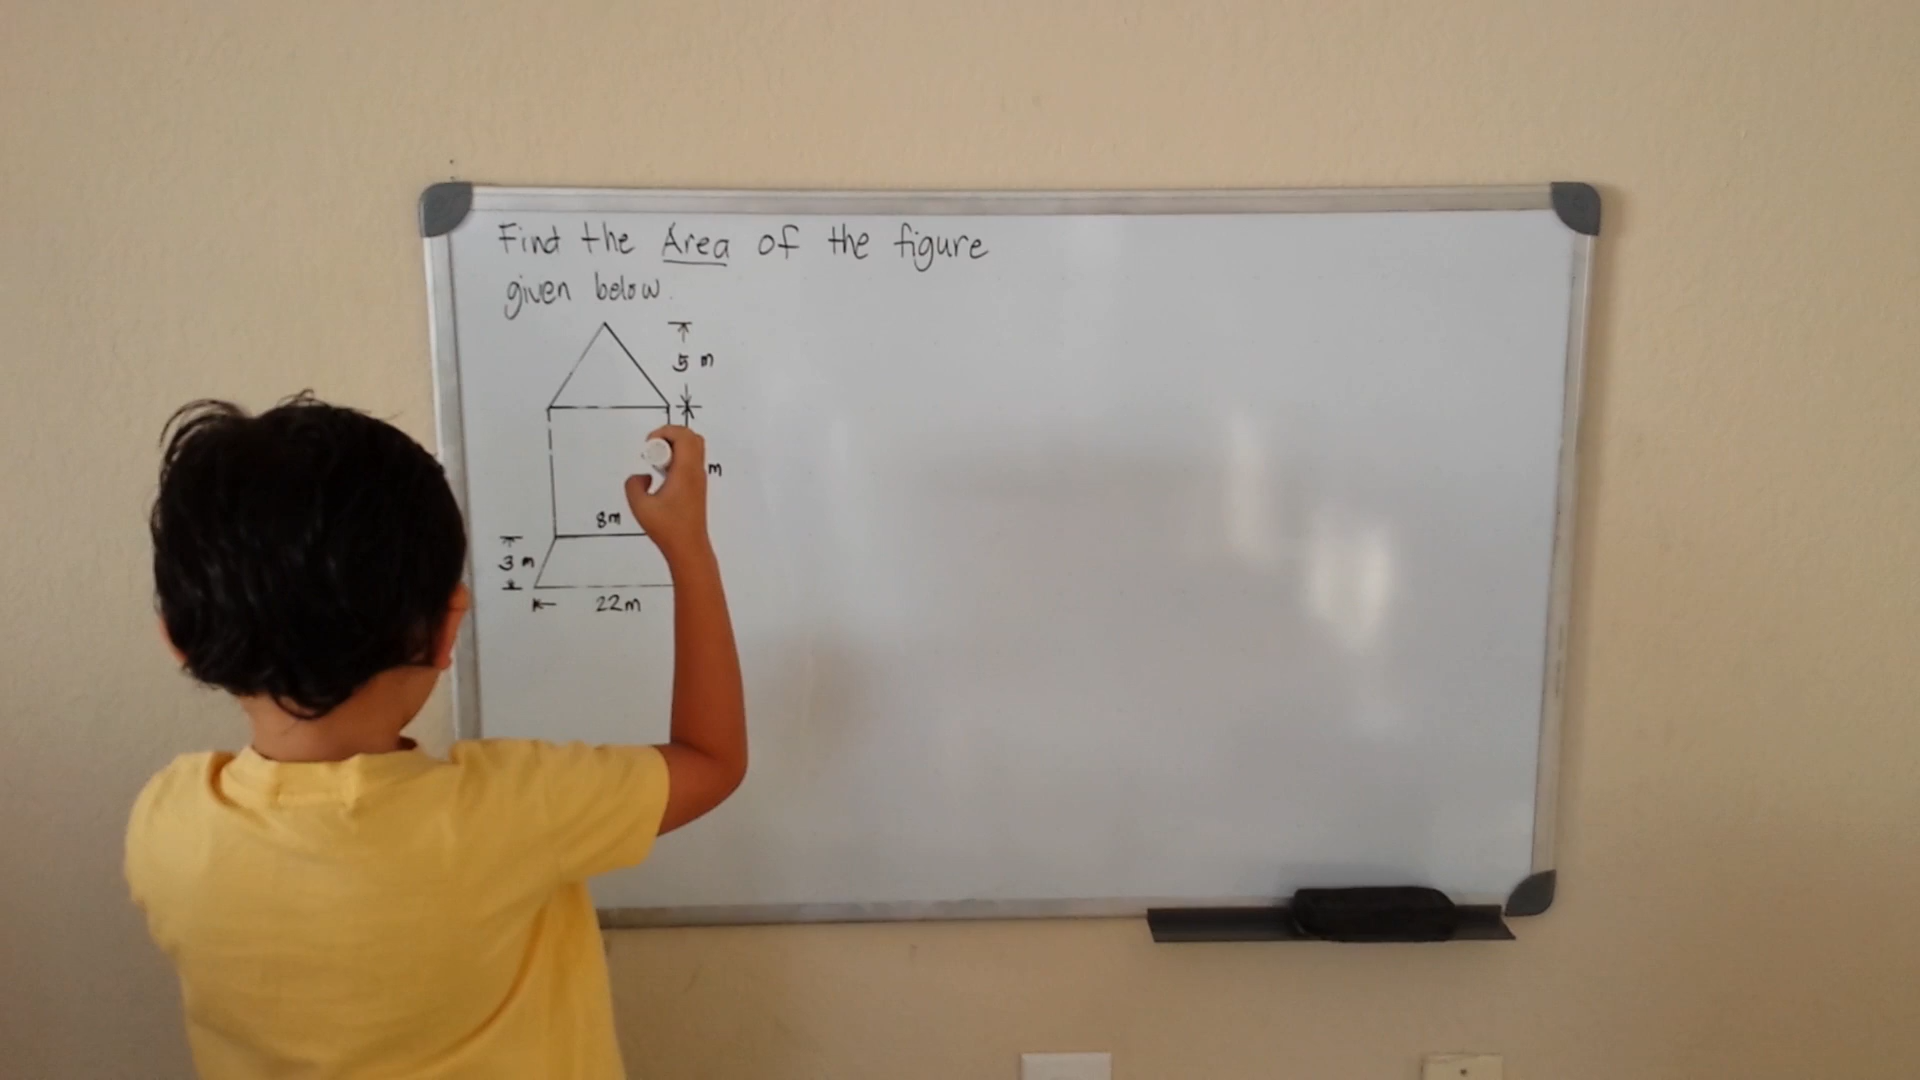 Find the Area of the figure
given below.
5 m
m
8m
3 m
22m